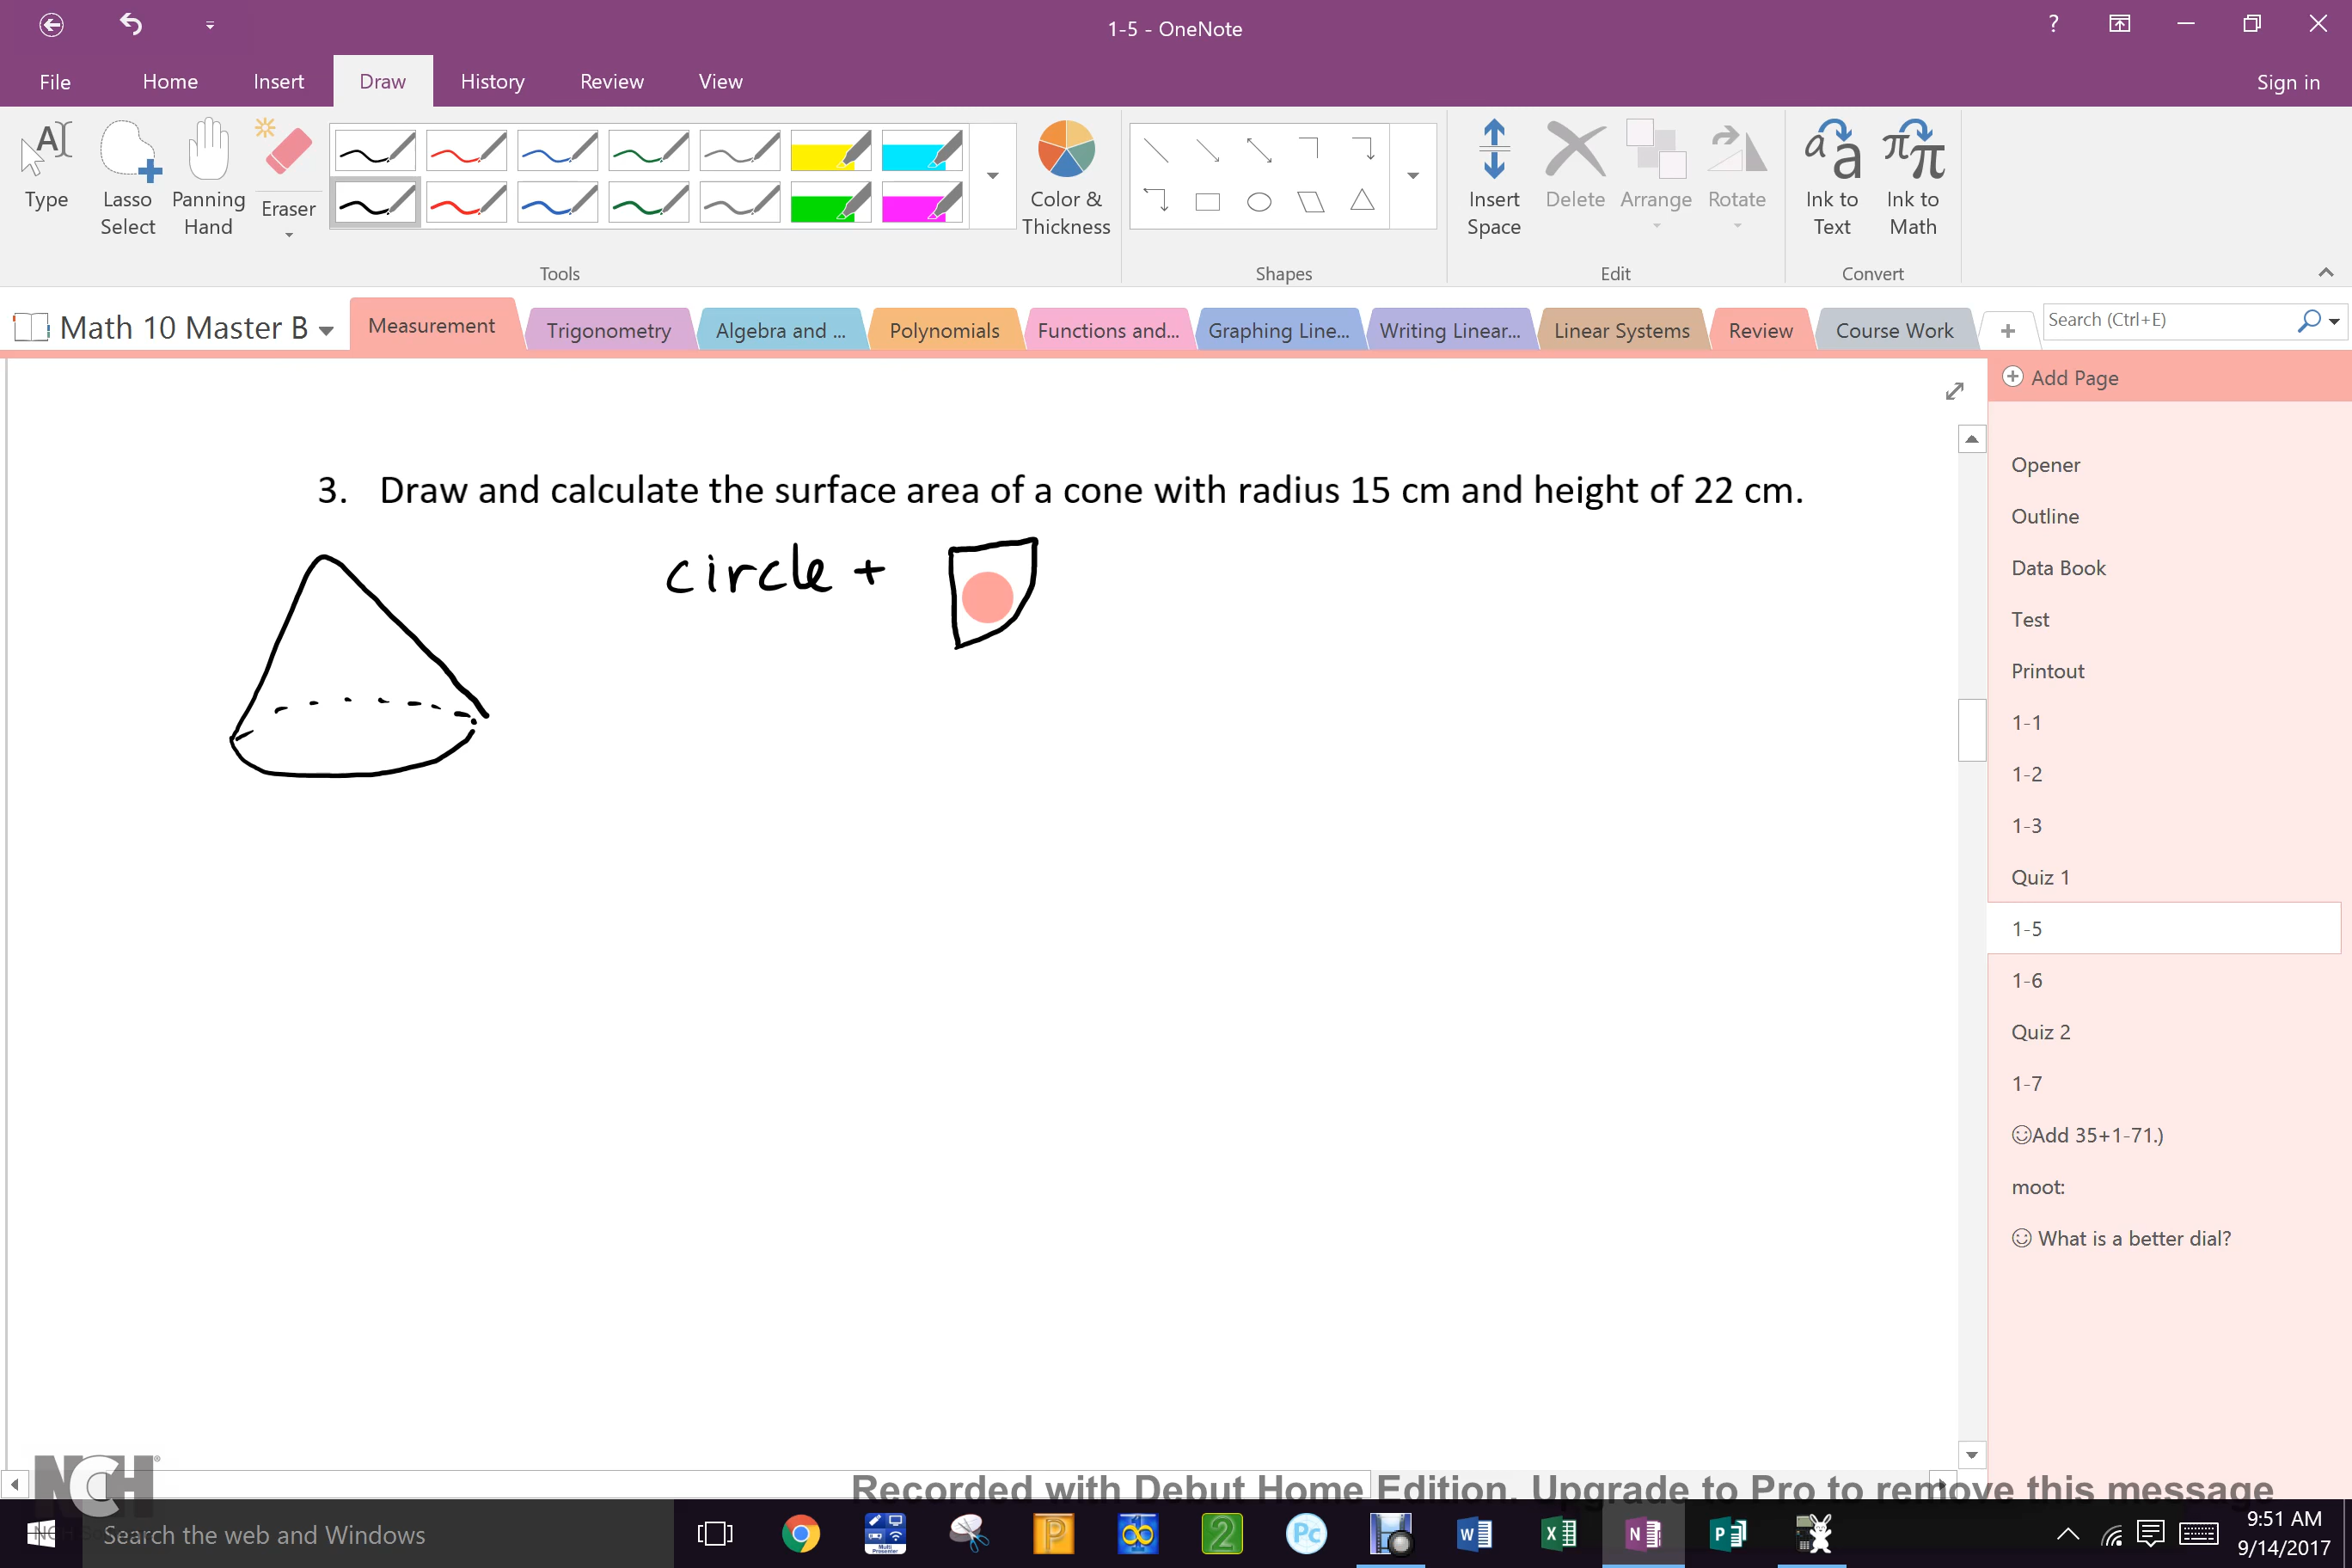 1-5 - OneNote
?
File Home Insert Draw History Review View Sign in
Type
Lasso Select
Panning Hand
Eraser
Color & Thickness
Insert Space
Delete
Arrange
Rotate
Ink to Text
Ink to Math
Tools
Shapes
Edit
Convert
Math 10 Master B
Measurement
Trigonometry
Algebra and ...
Polynomials
Functions and...
Graphing Line...
Writing Linear...
Linear Systems
Review
Course Work
Search (Ctrl+E)
Add Page
3. Draw and calculate the surface area of a cone with radius 15 cm and height of 22 cm.
circle +
Opener
Outline
Data Book
Test
Printout
1-1
1-2
1-3
Quiz 1
1-5
1-6
Quiz 2
1-7
☺Add 35+1-71.)
moot:
☺ What is a better dial?
NCH
Recorded with Debut Home Edition. Upgrade to Pro to remove this message
Search the web and Windows
9:51 AM
9/14/2017